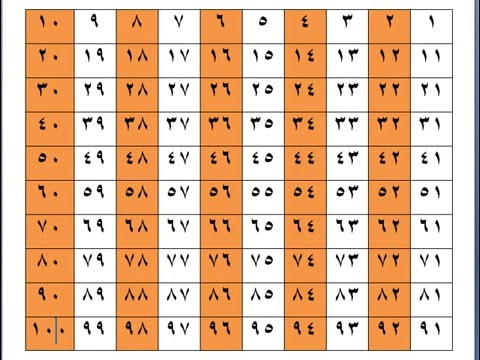 ١ ٢ ٣ ٤ ٥ ٦ ٧ ٨ ٩ ١٠
١١ ١٢ ١٣ ١٤ ١٥ ١٦ ١٧ ١٨ ١٩ ٢٠
٢١ ٢٢ ٢٣ ٢٤ ٢٥ ٢٦ ٢٧ ٢٨ ٢٩ ٣٠
٣١ ٣٢ ٣٣ ٣٤ ٣٥ ٣٦ ٣٧ ٣٨ ٣٩ ٤٠
٤١ ٤٢ ٤٣ ٤٤ ٤٥ ٤٦ ٤٧ ٤٨ ٤٩ ٥٠
٥١ ٥٢ ٥٣ ٥٤ ٥٥ ٥٦ ٥٧ ٥٨ ٥٩ ٦٠
٦١ ٦٢ ٦٣ ٦٤ ٦٥ ٦٦ ٦٧ ٦٨ ٦٩ ٧٠
٧١ ٧٢ ٧٣ ٧٤ ٧٥ ٧٦ ٧٧ ٧٨ ٧٩ ٨٠
٨١ ٨٢ ٨٣ ٨٤ ٨٥ ٨٦ ٨٧ ٨٨ ٨٩ ٩٠
٩١ ٩٢ ٩٣ ٩٤ ٩٥ ٩٦ ٩٧ ٩٨ ٩٩ ١٠٠